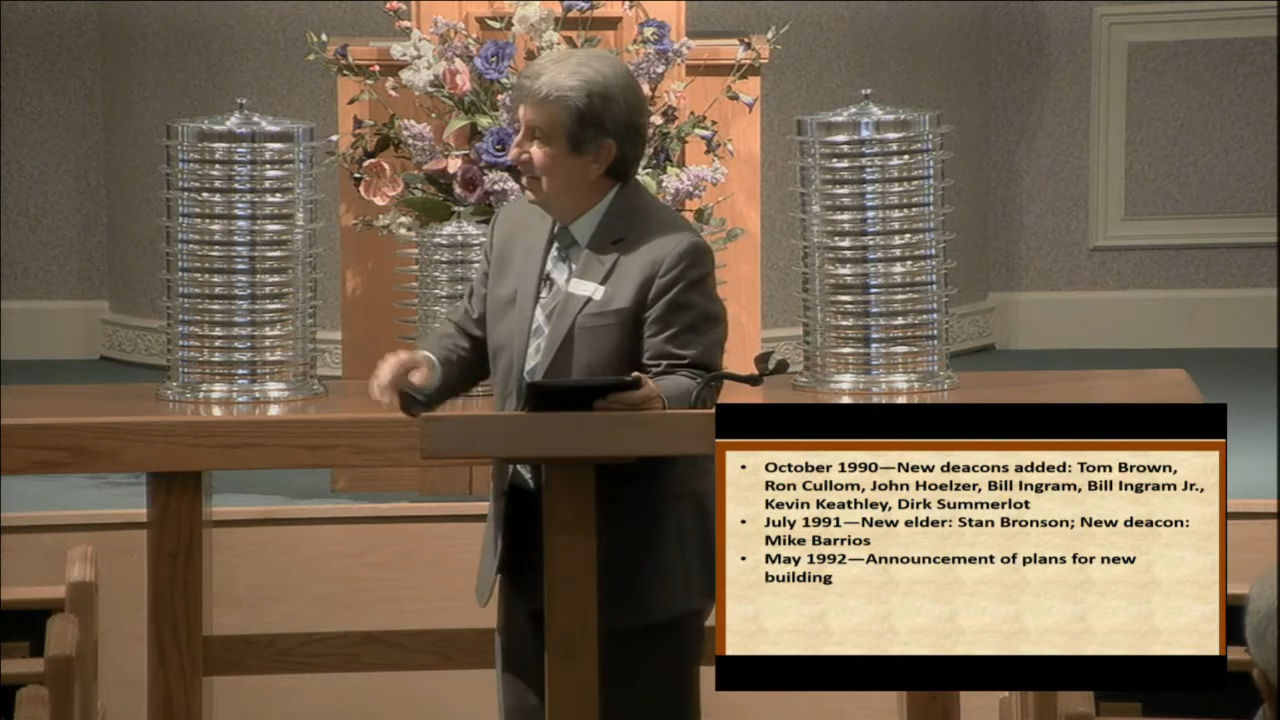 • October 1990—New deacons added: Tom Brown,
Ron Cullom, John Hoelzer, Bill Ingram, Bill Ingram Jr.,
Kevin Keathley, Dirk Summerlot
• July 1991—New elder: Stan Bronson; New deacon:
Mike Barrios
• May 1992—Announcement of plans for new
building